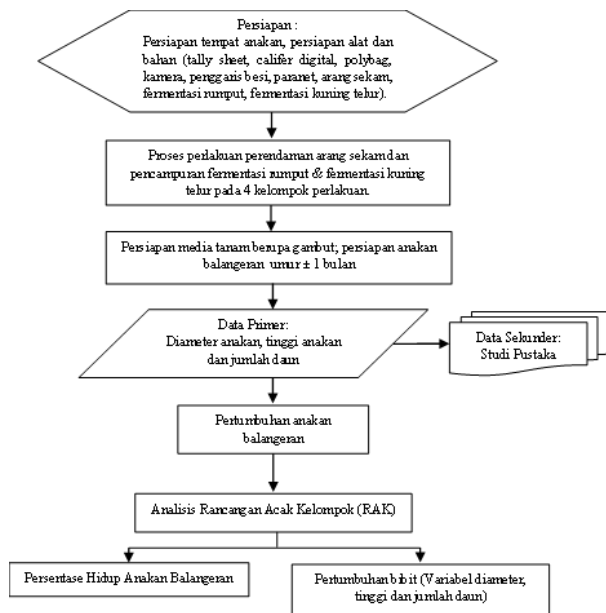 Persiapan :
Persiapan tempat anakan, persiapan alat dan
bahan (tally sheet, califer digital, polybag,
kamera, penggaris besi, paranet, arang sekam,
fermentasi rumput, fermentasi kuning telur).
Proses perlakuan perendaman arang sekam dan
pencampuran fermentasi rumput & fermentasi kuning
telur pada 4 kelompok perlakuan.
Persiapan media tanam berupa gambut; persiapan anakan
balangeran umur ± 1 bulan
Data Primer:
Diameter anakan, tinggi anakan
dan jumlah daun
Data Sekunder:
Studi Pustaka
Pertumbuhan anakan
balangeran
Analisis Rancangan Acak Kelompok (RAK)
Persentase Hidup Anakan Balangeran
Pertumbuhan bibit (Variabel diameter,
tinggi dan jumlah daun)